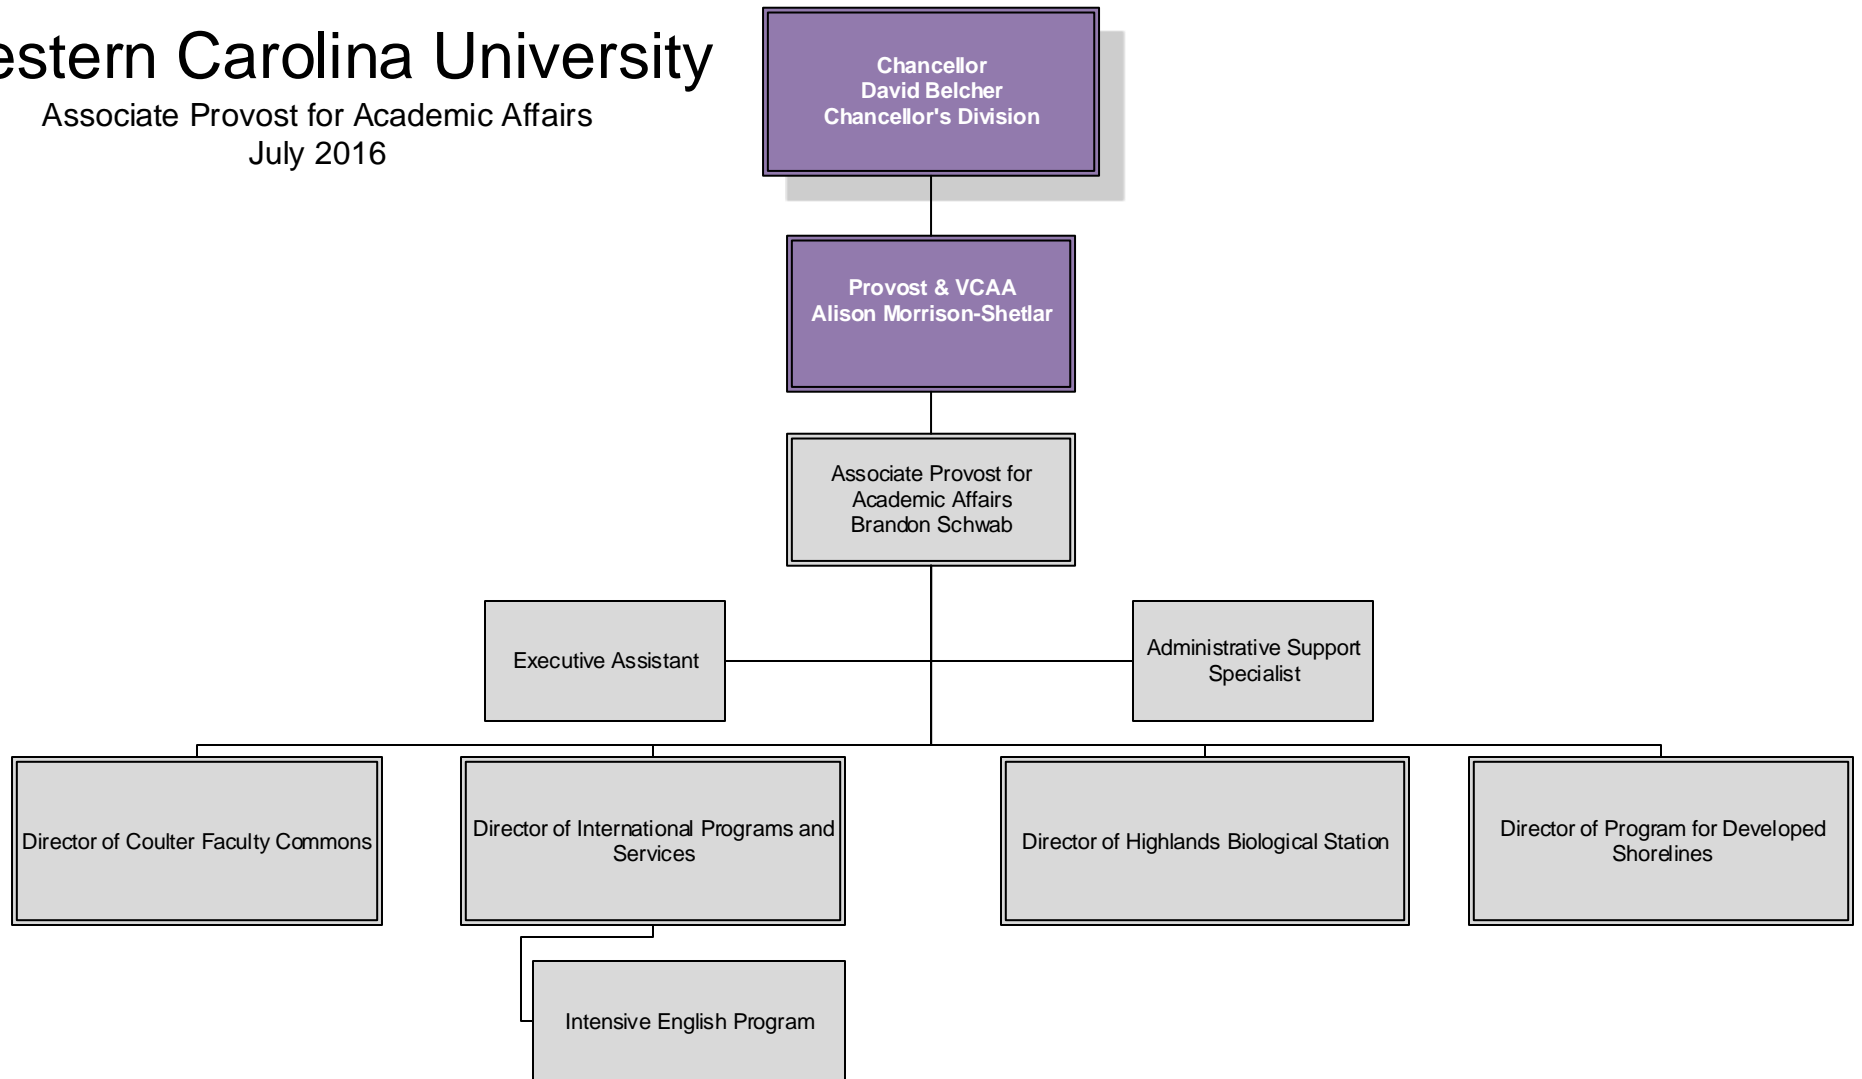 estern Carolina University
Associate Provost for Academic Affairs
July 2016
Chancellor
David Belcher
Chancellor's Division
Provost & VCAA
Alison Morrison-Shetlar
Associate Provost for
Academic Affairs
Brandon Schwab
Executive Assistant
Administrative Support
Specialist
Director of Coulter Faculty Commons
Director of International Programs and
Services
Director of Highlands Biological Station
Director of Program for Developed
Shorelines
Intensive English Program